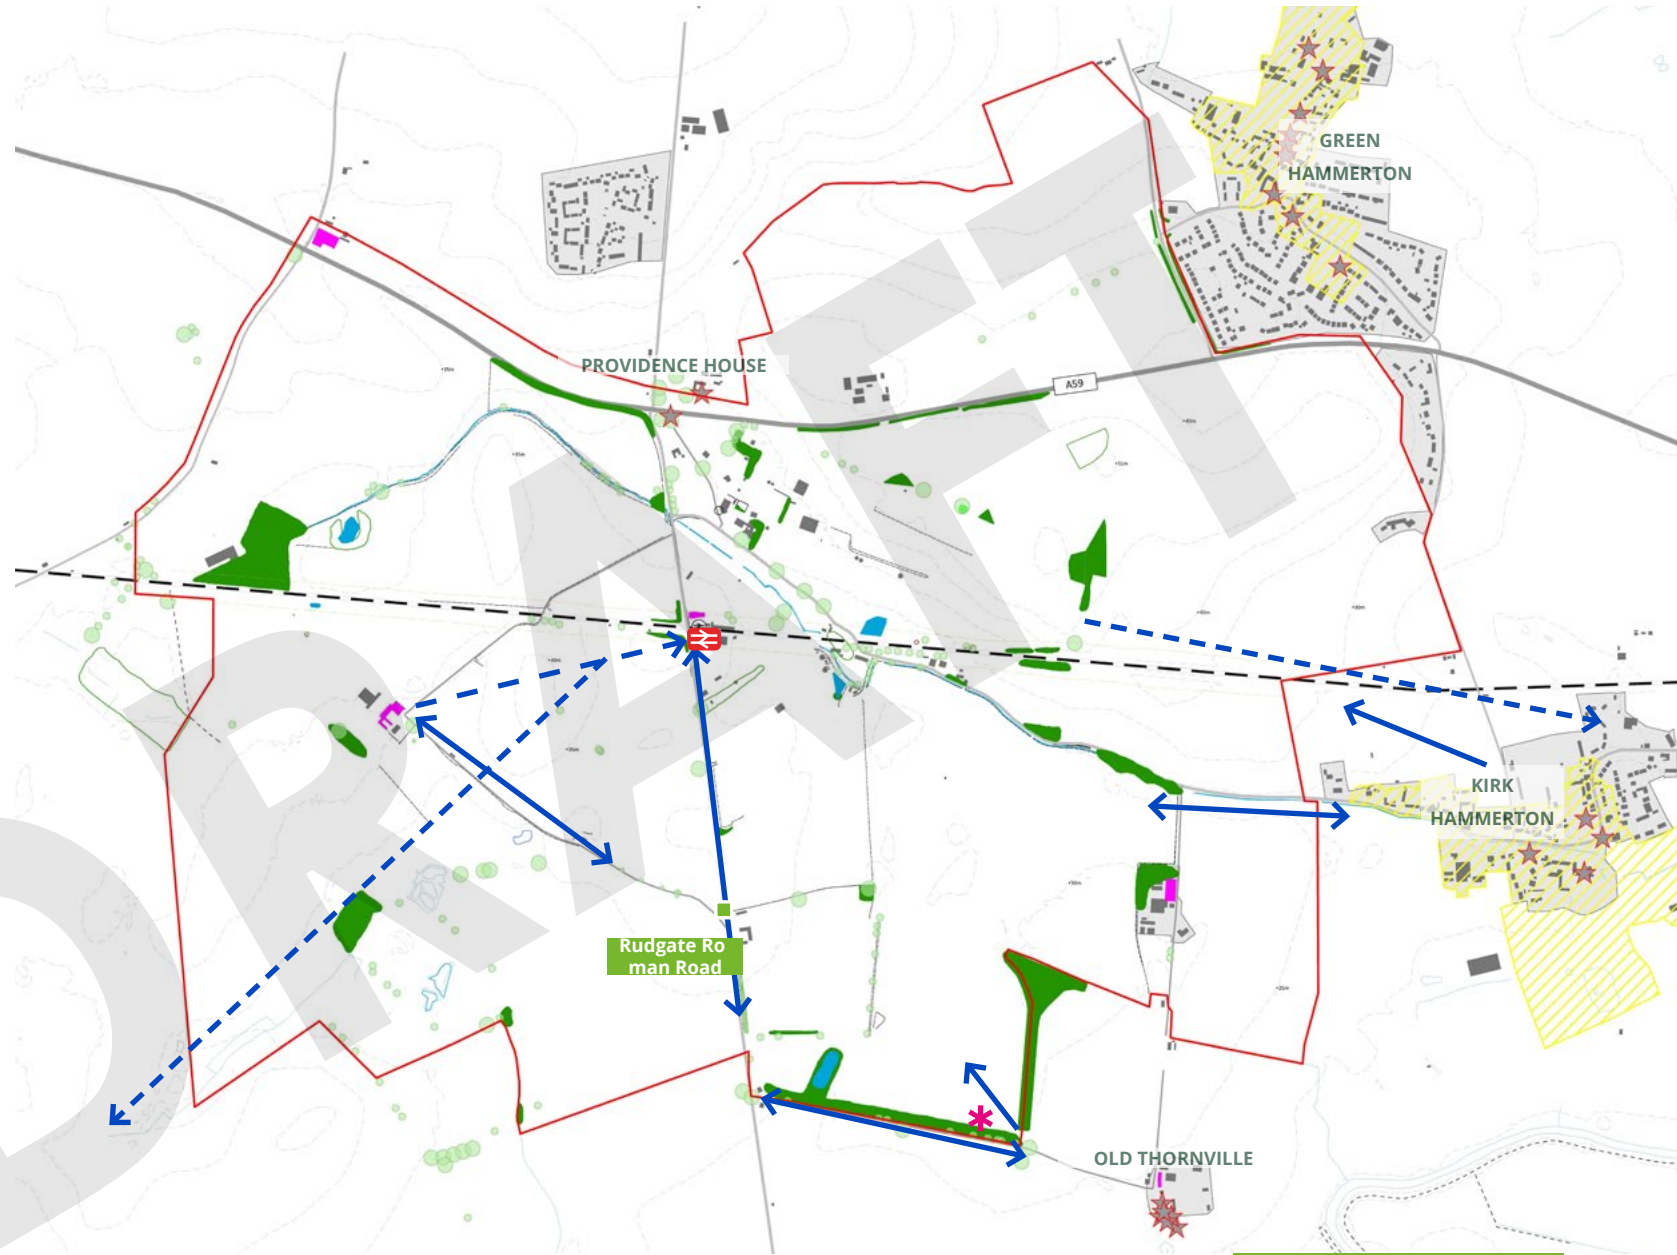 GREEN
HAMMERTON
PROVIDENCE HOUSE
A59
KIRK
HAMMERTON
Rudgate Ro
man Road
OLD THORNVILLE
DRAFT